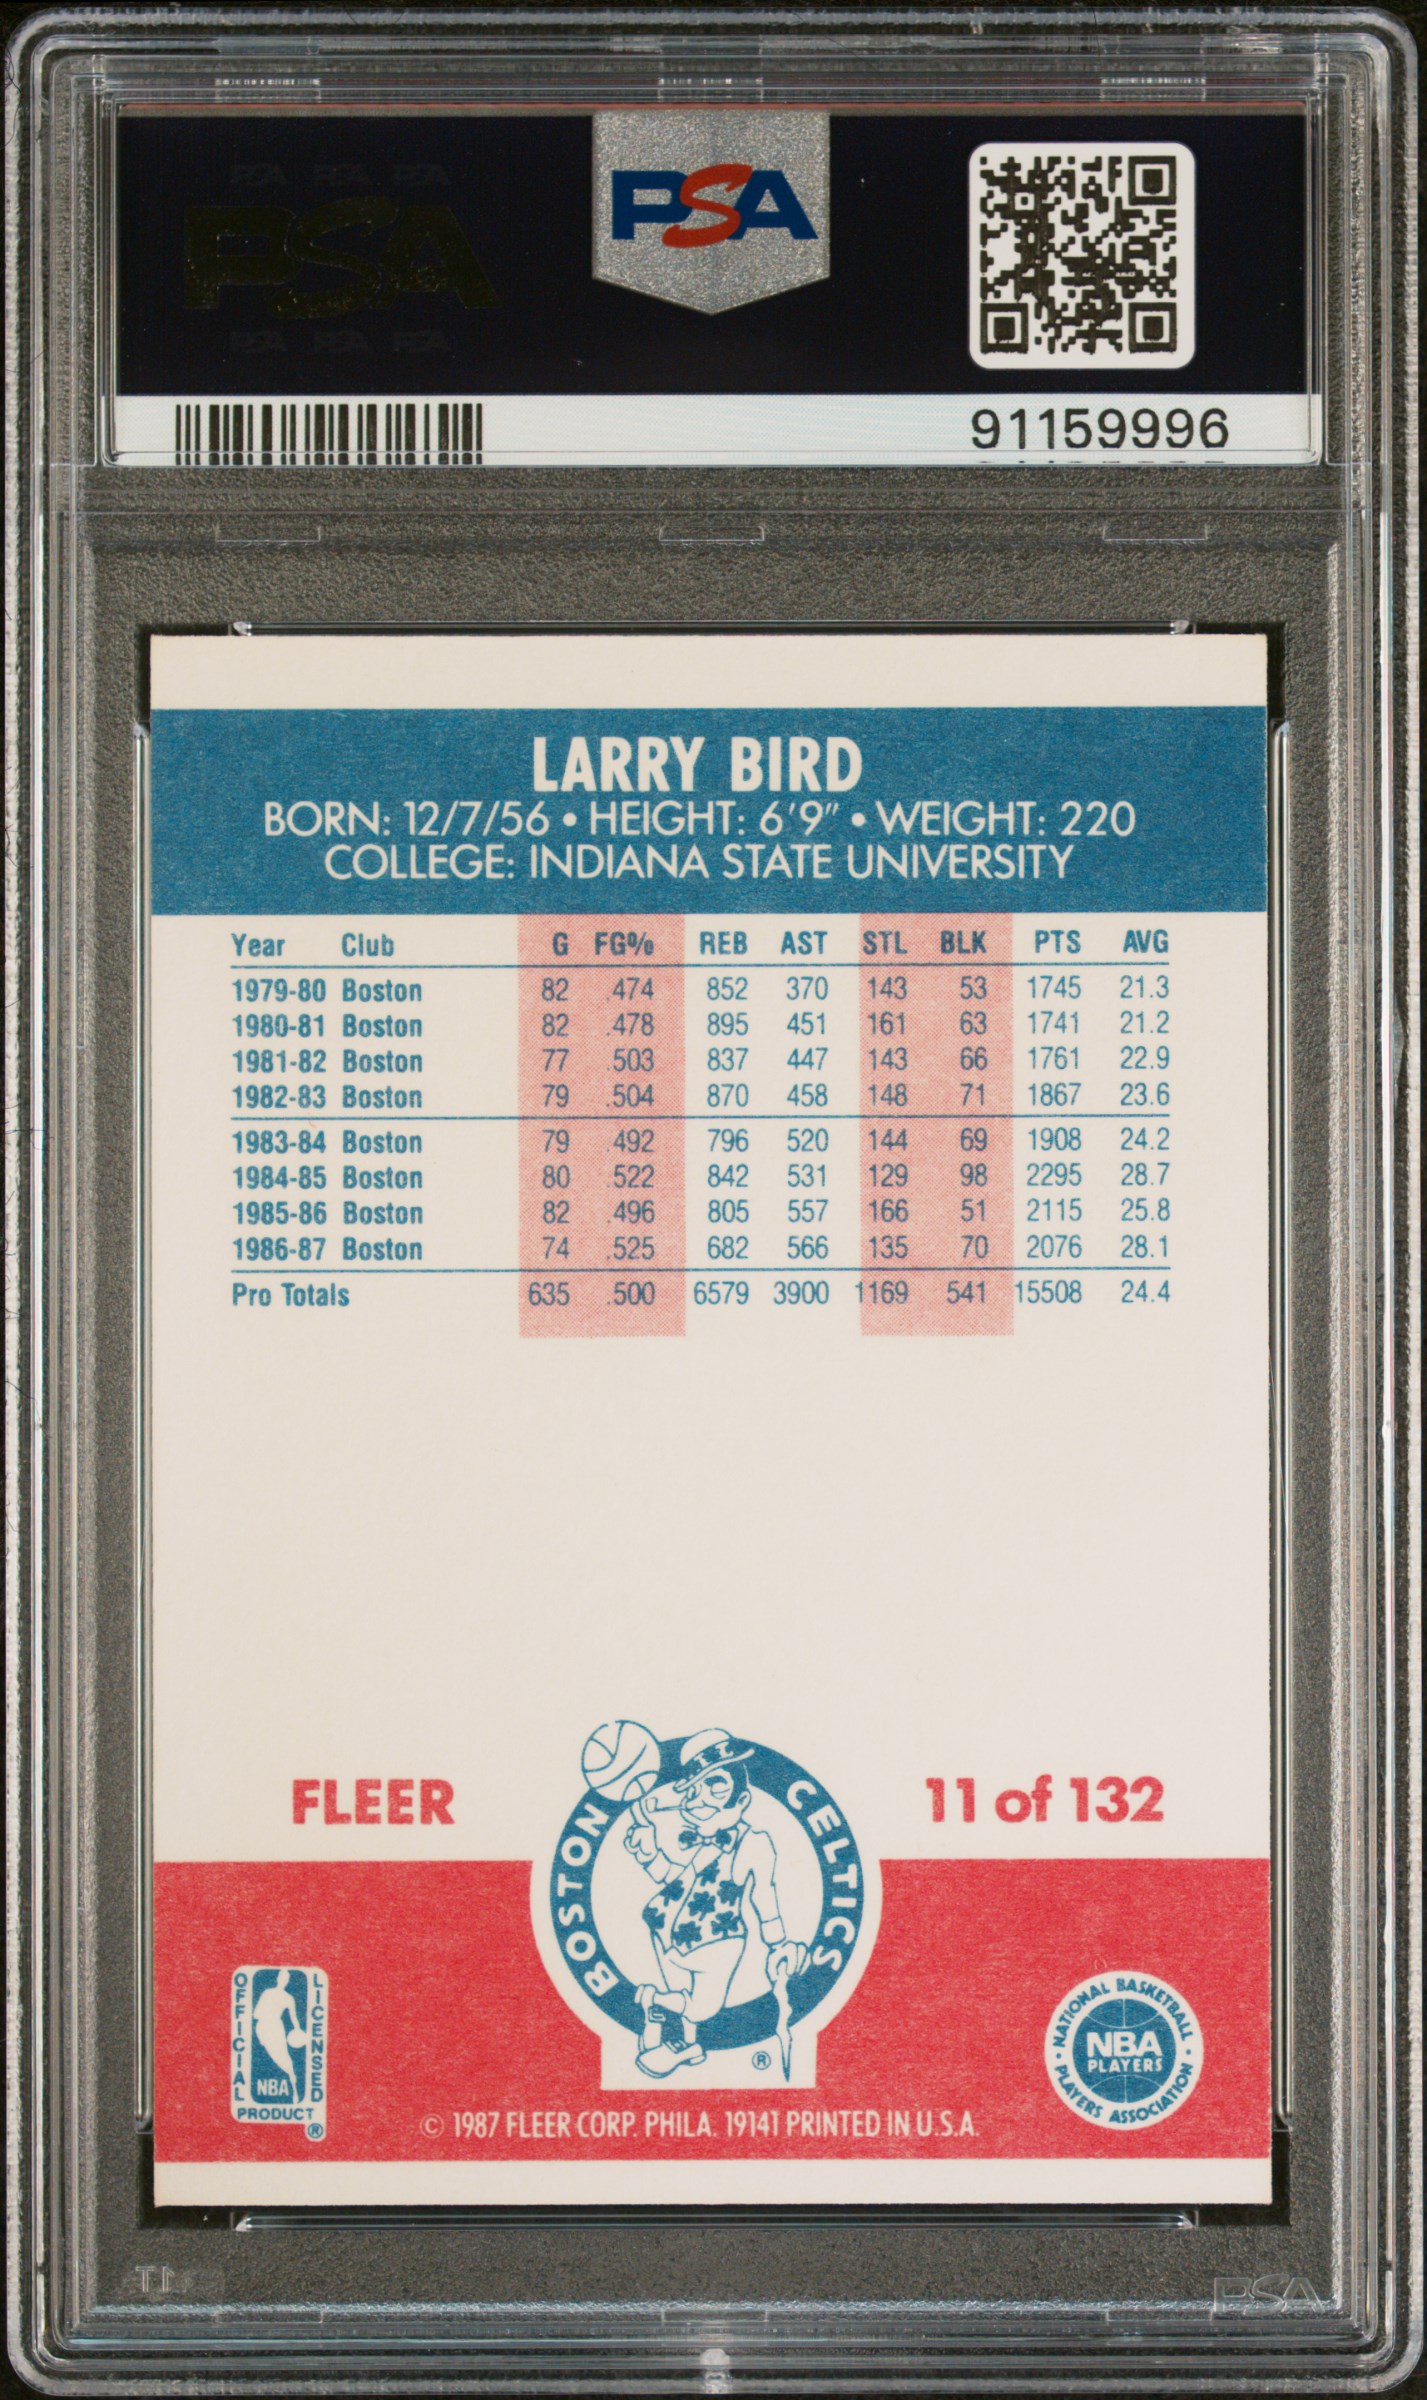 PSA PSA PSA
PSA
PSA PSA PSA
PSA
91159996
LARRY BIRD
BORN: 12/7/56 • HEIGHT: 6'9" • WEIGHT: 220
COLLEGE: INDIANA STATE UNIVERSITY
Year Club G FG% REB AST STL BLK PTS AVG
1979-80 Boston 82 .474 852 370 143 53 1745 21.3
1980-81 Boston 82 .478 895 451 161 63 1741 21.2
1981-82 Boston 77 .503 837 447 143 66 1761 22.9
1982-83 Boston 79 .504 870 458 148 71 1867 23.6
1983-84 Boston 79 .492 796 520 144 69 1908 24.2
1984-85 Boston 80 .522 842 531 129 98 2295 28.7
1985-86 Boston 82 .496 805 557 166 51 2115 25.8
1986-87 Boston 74 .525 682 566 135 70 2076 28.1
Pro Totals 635 .500 6579 3900 1169 541 15508 24.4
FLEER
11 of 132
BOSTON CELTICS
®
OFFICIAL LICENSED
NBA
PRODUCT
®
NATIONAL BASKETBALL
NBA
PLAYERS
• PLAYERS ASSOCIATION •
© 1987 FLEER CORP. PHILA. 19141 PRINTED IN U.S.A.
PSA